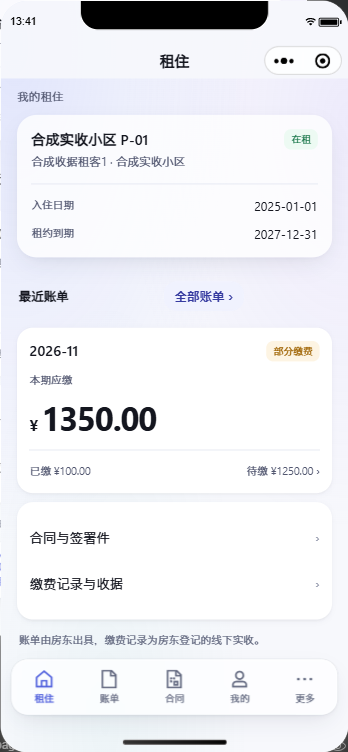 13:41
租住
我的租住
合成实收小区 P-01
在租
合成收据租客1 · 合成实收小区
入住日期 2025-01-01
租约到期 2027-12-31
最近账单 全部账单 ›
2026-11 部分缴费
本期应缴
¥ 1350.00
已缴 ¥100.00 待缴 ¥1250.00 ›
合同与签署件 ›
缴费记录与收据 ›
账单由房东出具，缴费记录为房东登记的线下实收。
租住 账单 合同 我的 更多